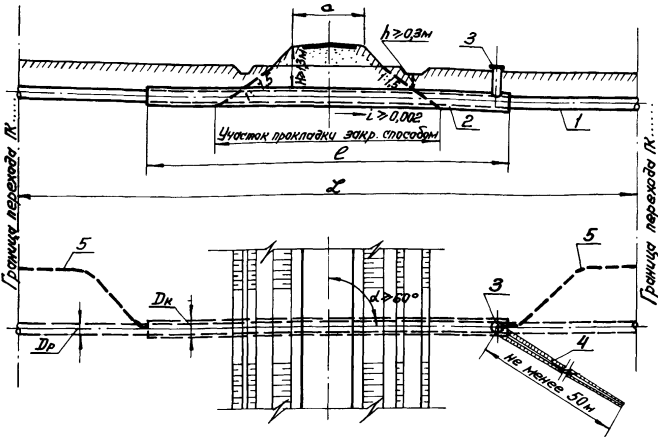 a
h≥0,3м
3
H≥1,3м
1:1,5
1:1,5
i≥0,002
2
1
Участок прокладки закр. способом
l
L
Граница перехода ПК.....
Граница перехода ПК.....
5
5
Dк
α≥60°
3
4
Dр
не менее 50м